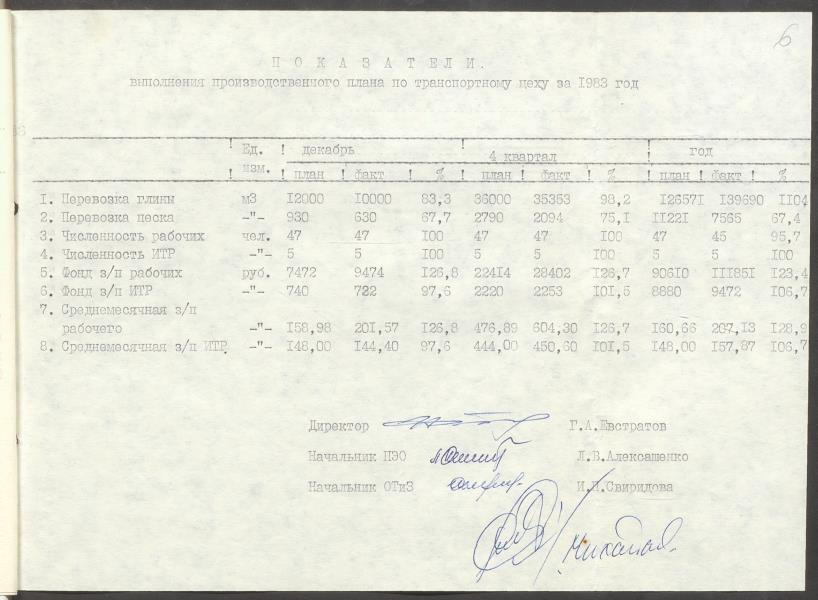 6
ПОКАЗАТЕЛИ.
выполнения производственного плана по транспортному цеху за 1983 год
Ед. изм. ! декабрь ! 4 квартал ! год
! план ! факт ! % ! план ! факт ! % ! план ! факт ! %
1. Перевозка глины м3 12000 10000 83,3 36000 35353 98,2 126571 139690 1104
2. Перевозка песка -"- 930 630 67,7 2790 2094 75,1 11221 7565 67,4
3. Численность рабочих чел. 47 47 100 47 47 100 47 45 95,7
4. Численность ИТР -"- 5 5 100 5 5 100 5 5 100
5. Фонд з/п рабочих руб. 7472 9474 126,8 22414 28402 126,7 90610 111851 123,4
6. Фонд з/п ИТР -"- 740 722 97,6 2220 2253 101,5 8880 9472 106,7
7. Среднемесячная з/п
рабочего -"- 158,98 201,57 126,8 476,89 604,30 126,7 160,66 207,13 128,9
8. Среднемесячная з/п ИТР -"- 148,00 144,40 97,6 444,00 450,60 101,5 148,00 157,87 106,7
Директор Г.А.Евстратов
Начальник ПЭО Л.В.Алексашенко
Начальник ОТиЗ И.П.Свиридова